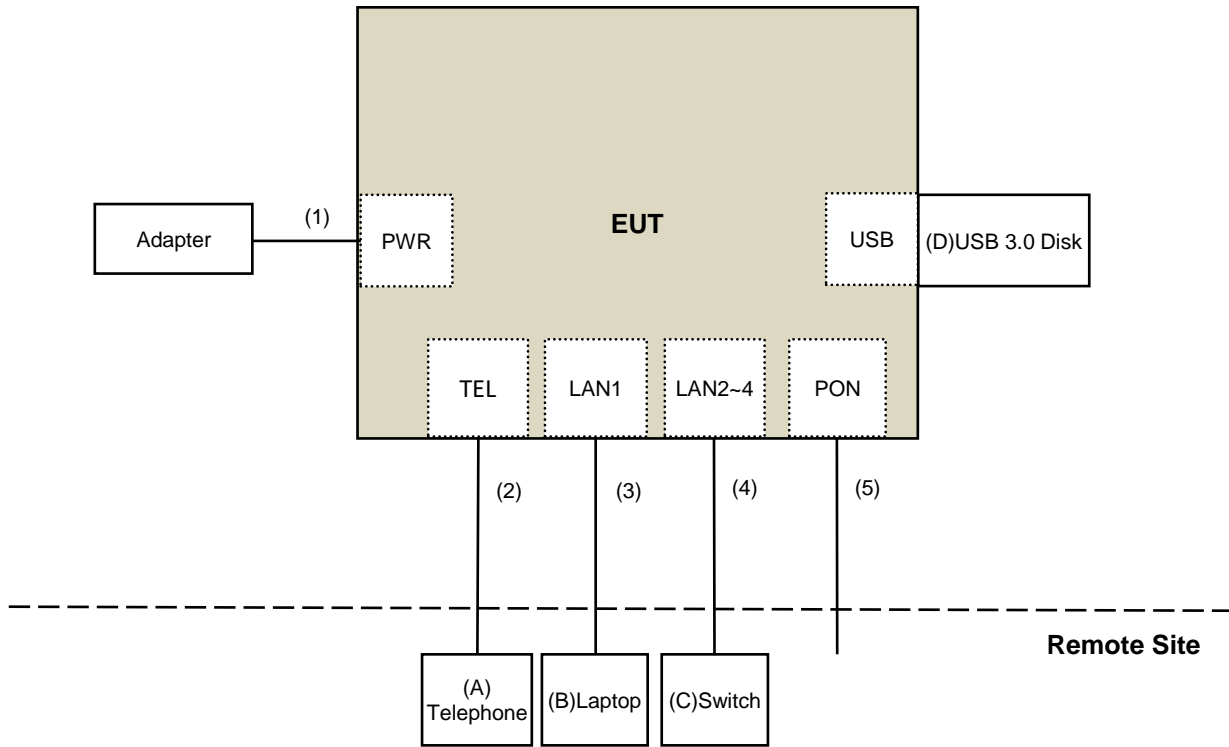 EUT
(1)
Adapter
PWR
USB
(D)USB 3.0 Disk
TEL
LAN1
LAN2~4
PON
(2)
(3)
(4)
(5)
Remote Site
(A)
Telephone
(B)Laptop
(C)Switch